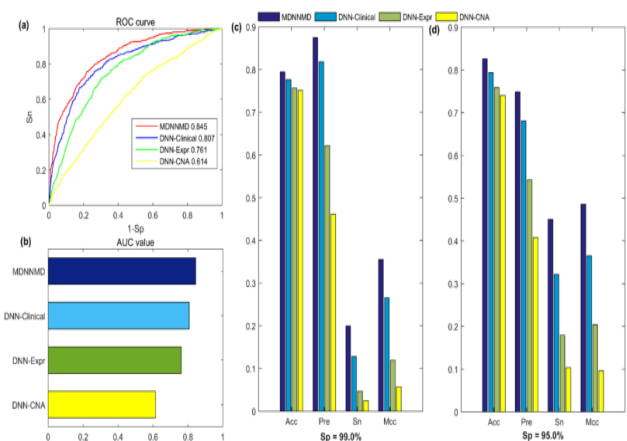 (a)
ROC curve
Sn
1
0.8
0.6
0.4
0.2
0
MDNNMD 0.845
DNN-Clinical 0.807
DNN-Expr 0.761
DNN-CNA 0.614
0 0.2 0.4 0.6 0.8 1
1-Sp
(b)
AUC value
MDNNMD
DNN-Clinical
DNN-Expr
DNN-CNA
0 0.2 0.4 0.6 0.8 1
MDNNMD DNN-Clinical DNN-Expr DNN-CNA
(c)
0.9
0.8
0.7
0.6
0.5
0.4
0.3
0.2
0.1
0
Acc Pre Sn Mcc
Sp = 99.0%
(d)
0.9
0.8
0.7
0.6
0.5
0.4
0.3
0.2
0.1
0
Acc Pre Sn Mcc
Sp = 95.0%